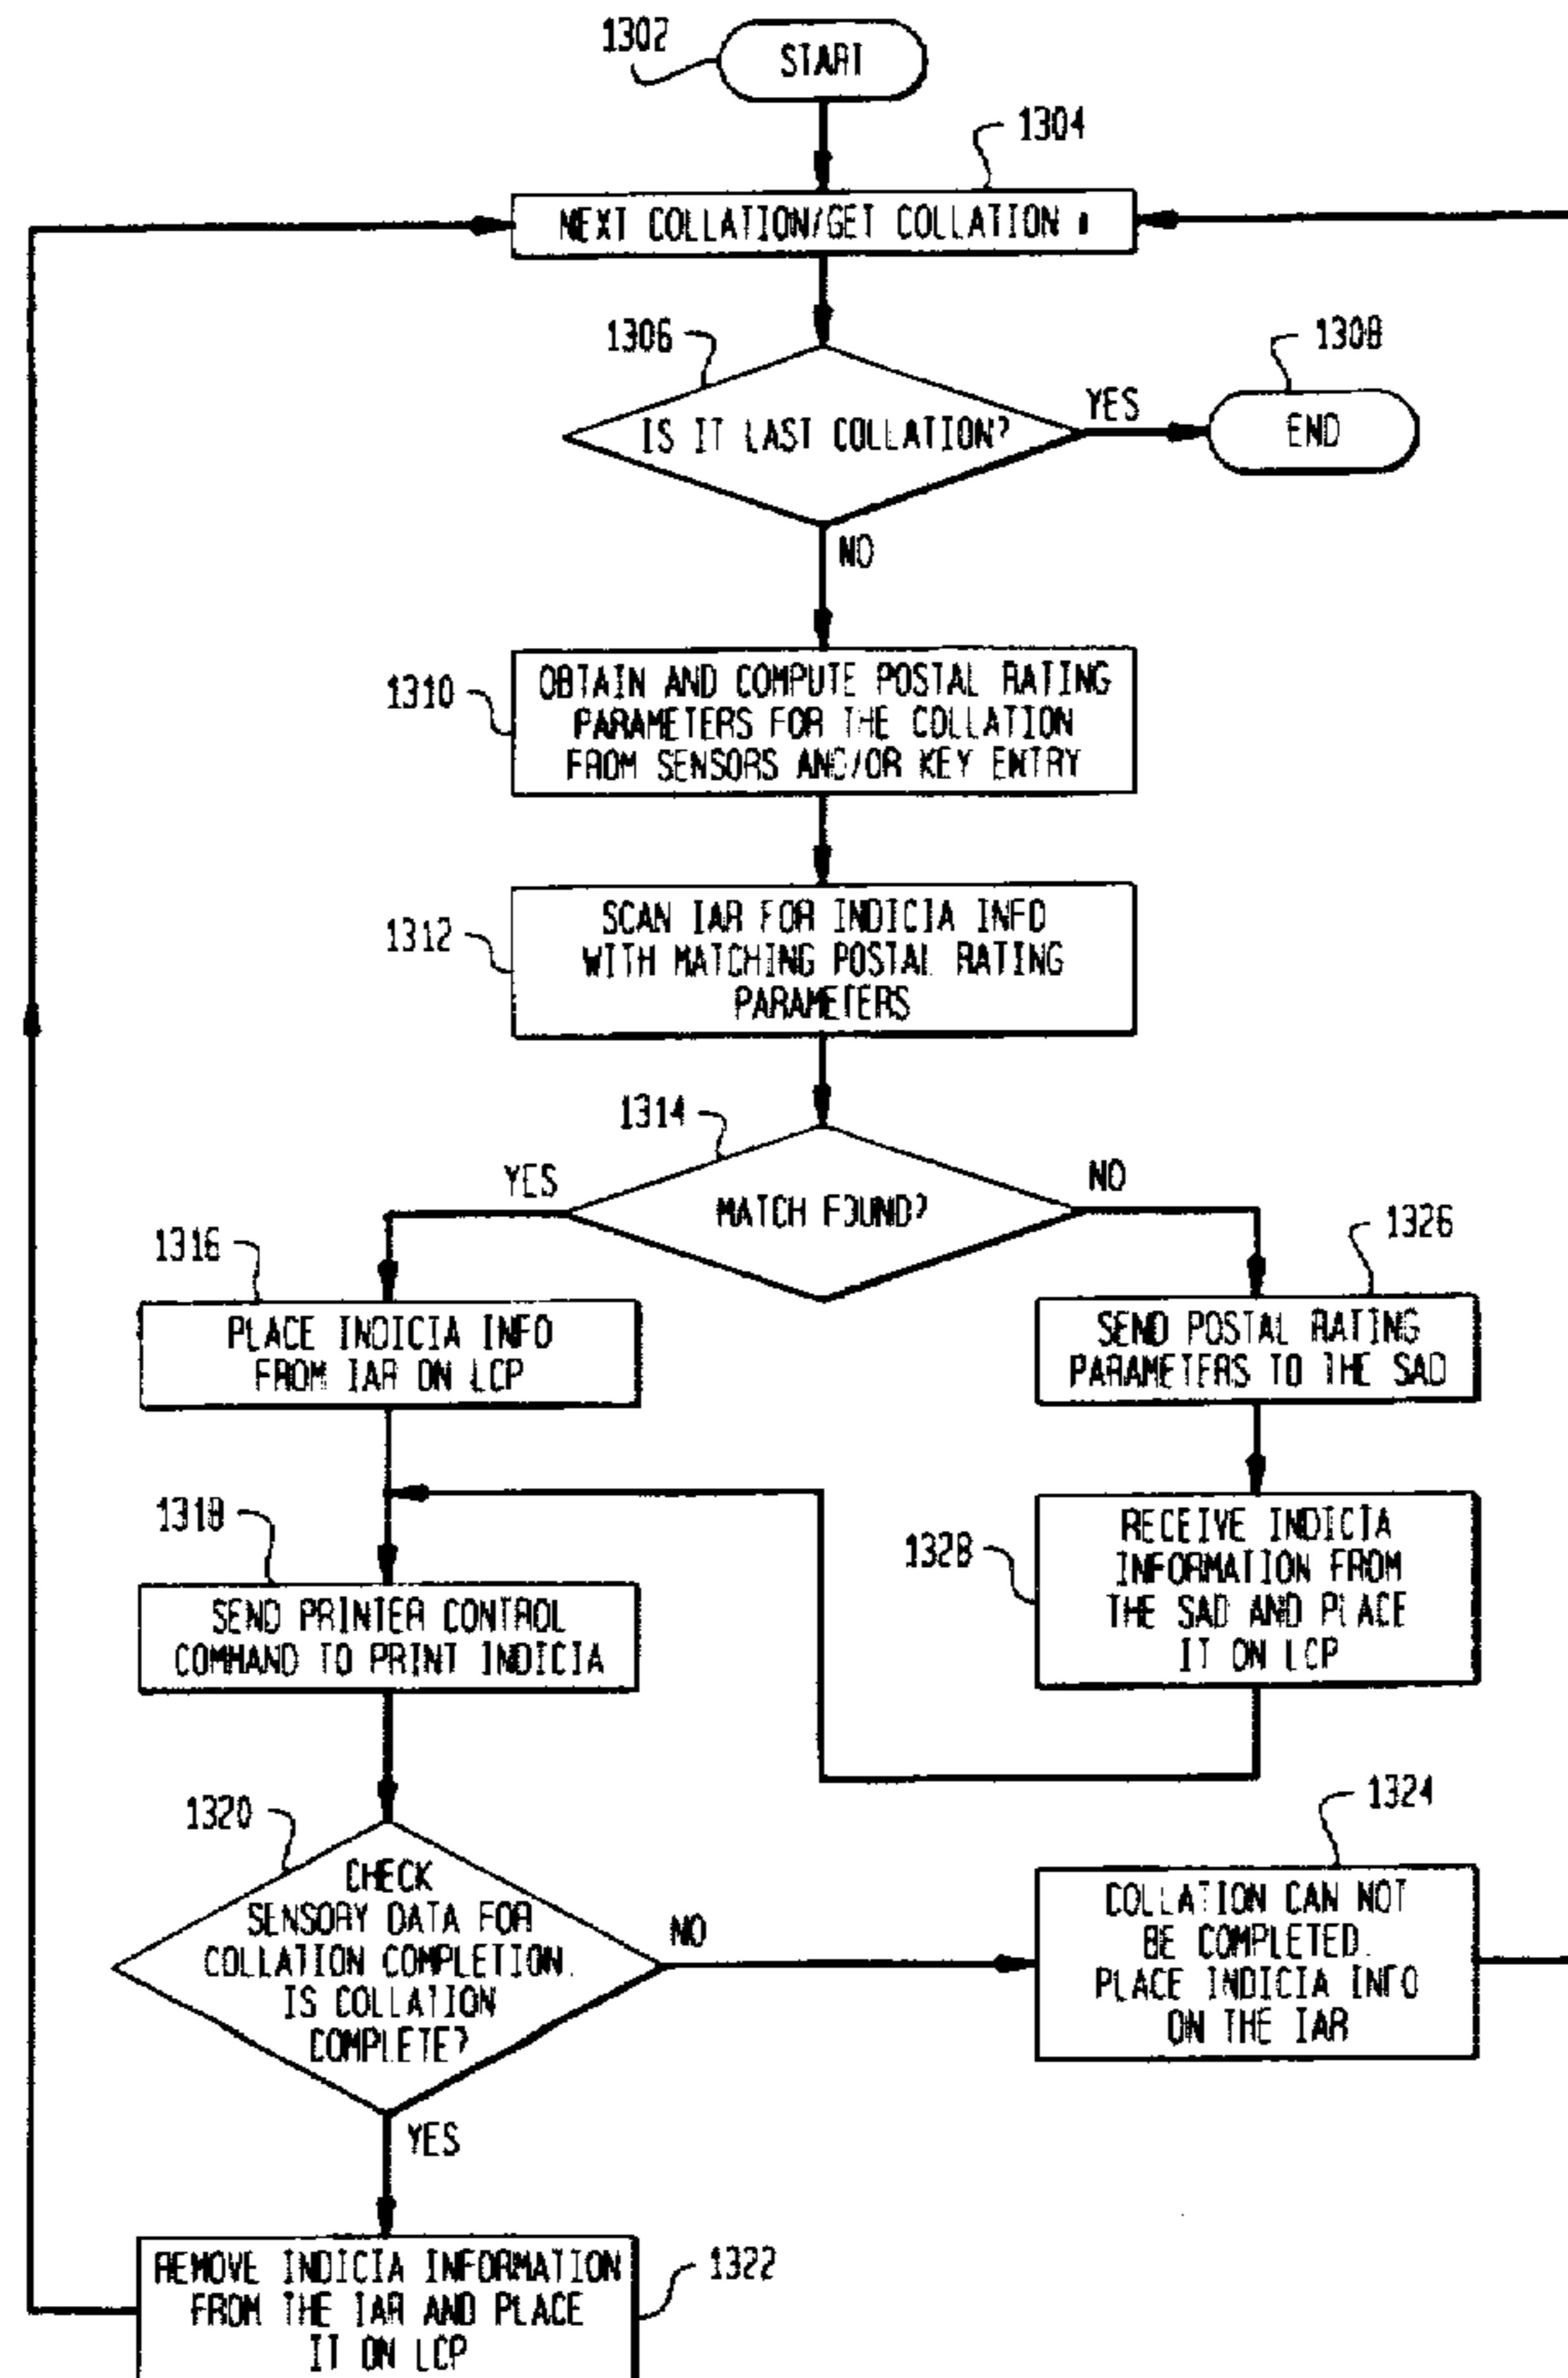 1302
START
1304
NEXT COLLATION/GET COLLATION
1306
1308
IS IT LAST COLLATION?
YES
END
NO
1310
OBTAIN AND COMPUTE POSTAL RATING
PARAMETERS FOR THE COLLATION
FROM SENSORS AND/OR KEY ENTRY
1312
SCAN IAR FOR INDICIA INFO
WITH MATCHING POSTAL RATING
PARAMETERS
1314
YES
MATCH FOUND?
NO
1316
1326
PLACE INDICIA INFO
FROM IAR ON LCP
SEND POSTAL RATING
PARAMETERS TO THE SAD
1318
SEND PRINTER CONTROL
COMMAND TO PRINT INDICIA
1328
RECEIVE INDICIA
INFORMATION FROM
THE SAD AND PLACE
IT ON LCP
1320
1324
CHECK
SENSORY DATA FOR
COLLATION COMPLETION.
IS COLLATION
COMPLETE?
NO
COLLATION CAN NOT
BE COMPLETED.
PLACE INDICIA INFO
ON THE IAR
YES
REMOVE INDICIA INFORMATION
FROM THE IAR AND PLACE
IT ON LCP
1322